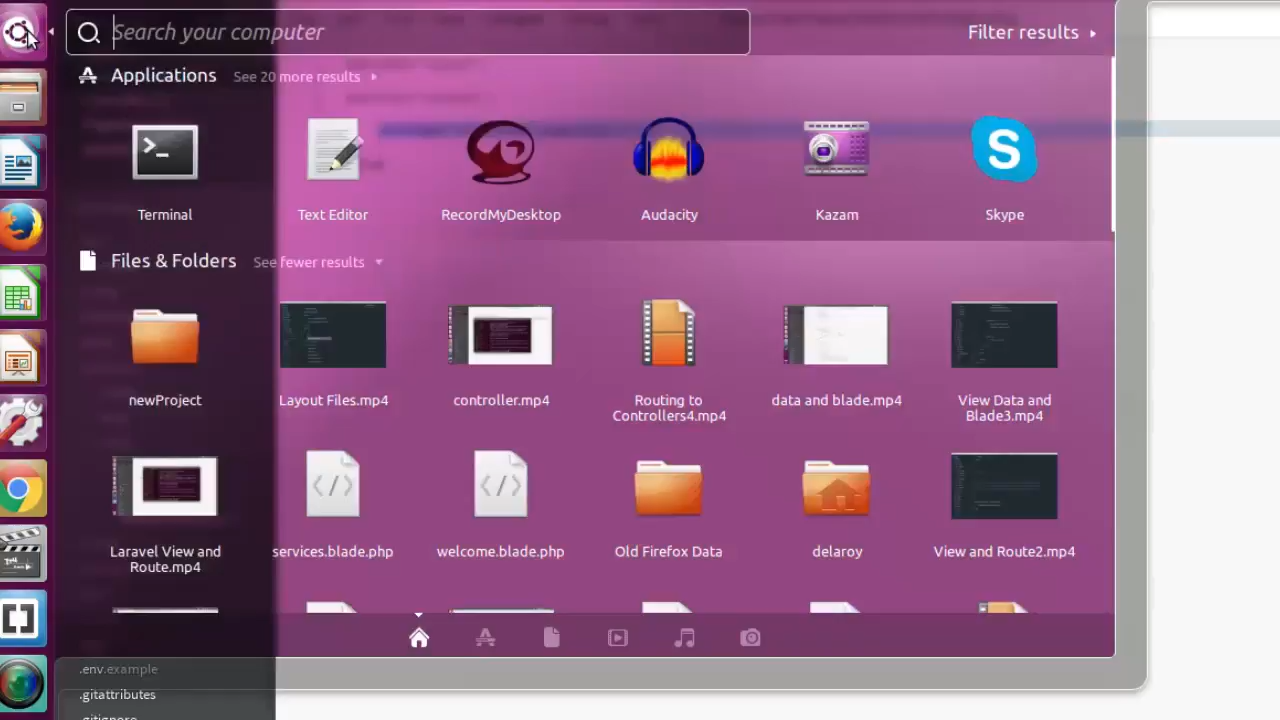 Search your computer
Filter results
Applications See 20 more results
Terminal
Text Editor
RecordMyDesktop
Audacity
Kazam
Skype
Files & Folders See fewer results
newProject
Layout Files.mp4
controller.mp4
Routing to
Controllers4.mp4
data and blade.mp4
View Data and
Blade3.mp4
Laravel View and
Route.mp4
services.blade.php
welcome.blade.php
Old Firefox Data
delaroy
View and Route2.mp4
.env.example
.gitattributes
.gitignore